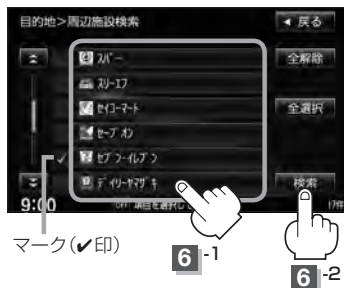 目的地>周辺施設検索
戻る
スパー
全解除
スリーエフ
セイコーマート
全選択
セーブオン
セブン-イレブン
デイリーヤマザキ
検索
9:00
17件
マーク(✔印)
6-1
6-2